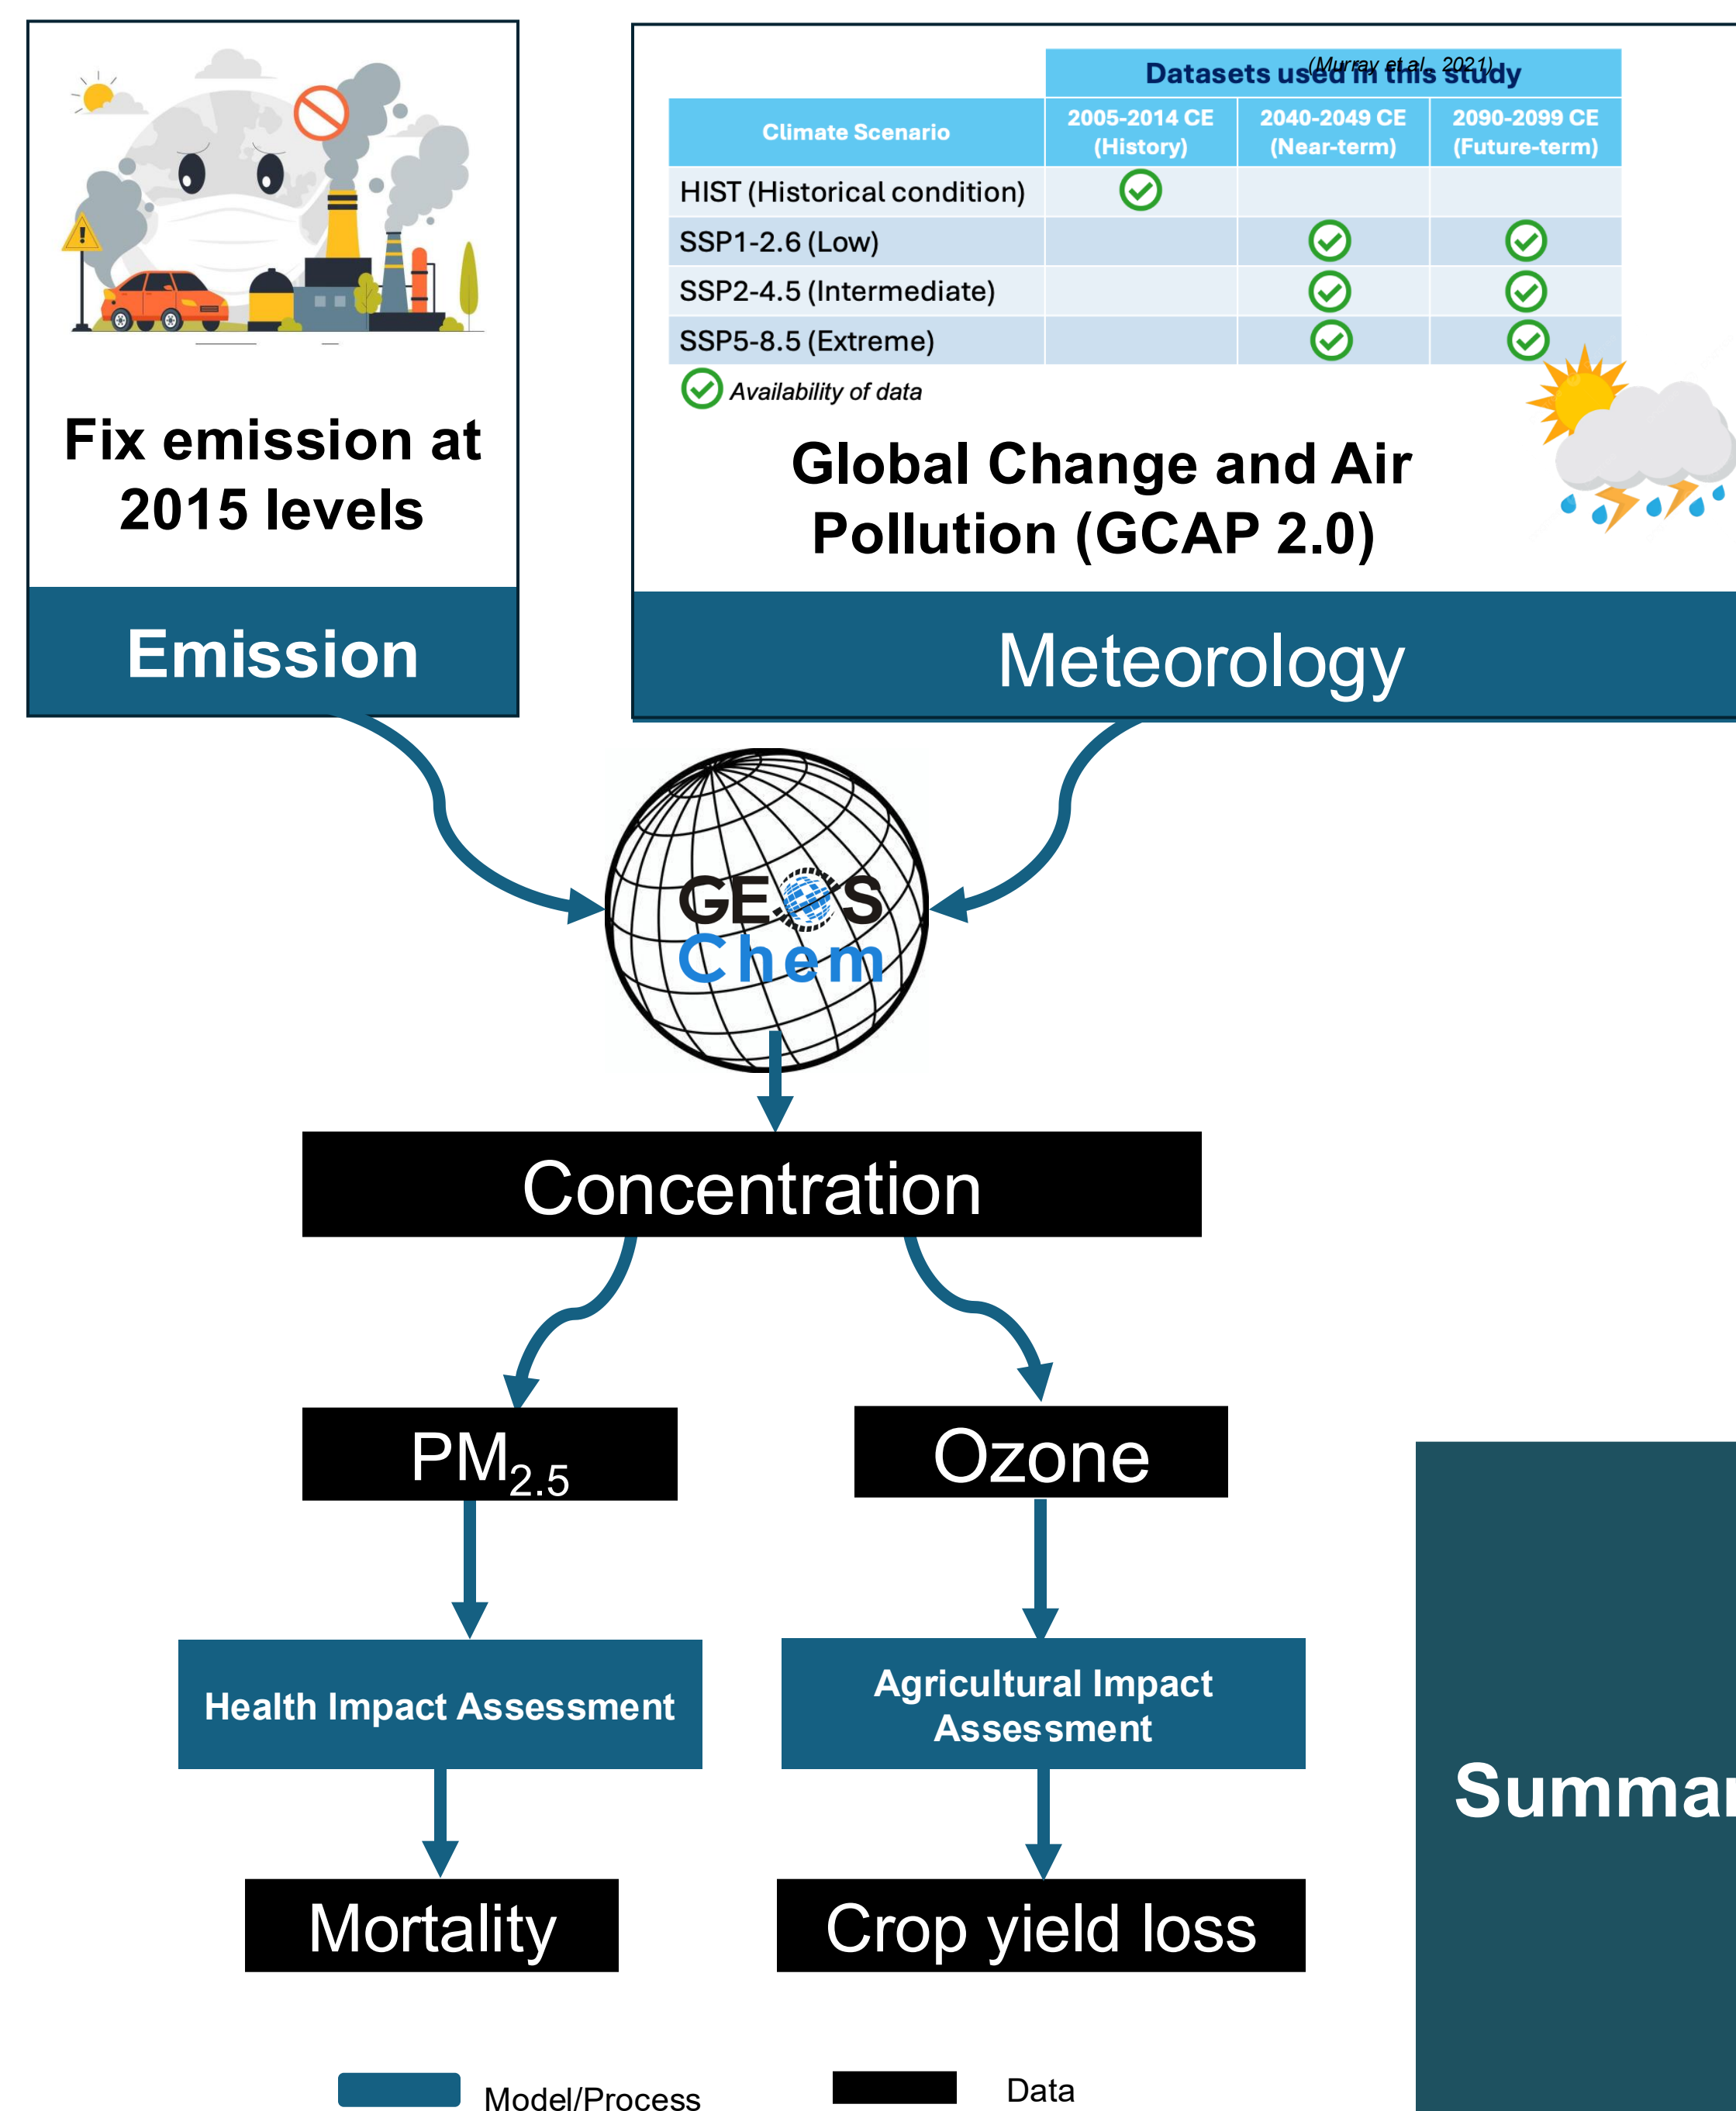 Datasets used in this study
(Murray et al., 2021)
Climate Scenario
2005-2014 CE
(History)
2040-2049 CE
(Near-term)
2090-2099 CE
(Future-term)
HIST (Historical condition)
SSP1-2.6 (Low)
SSP2-4.5 (Intermediate)
SSP5-8.5 (Extreme)
Availability of data
Fix emission at
2015 levels
Global Change and Air
Pollution (GCAP 2.0)
Emission
Meteorology
GEOS
Chem
Concentration
PM2.5
Ozone
Health Impact Assessment
Agricultural Impact
Assessment
Mortality
Crop yield loss
Model/Process
Data